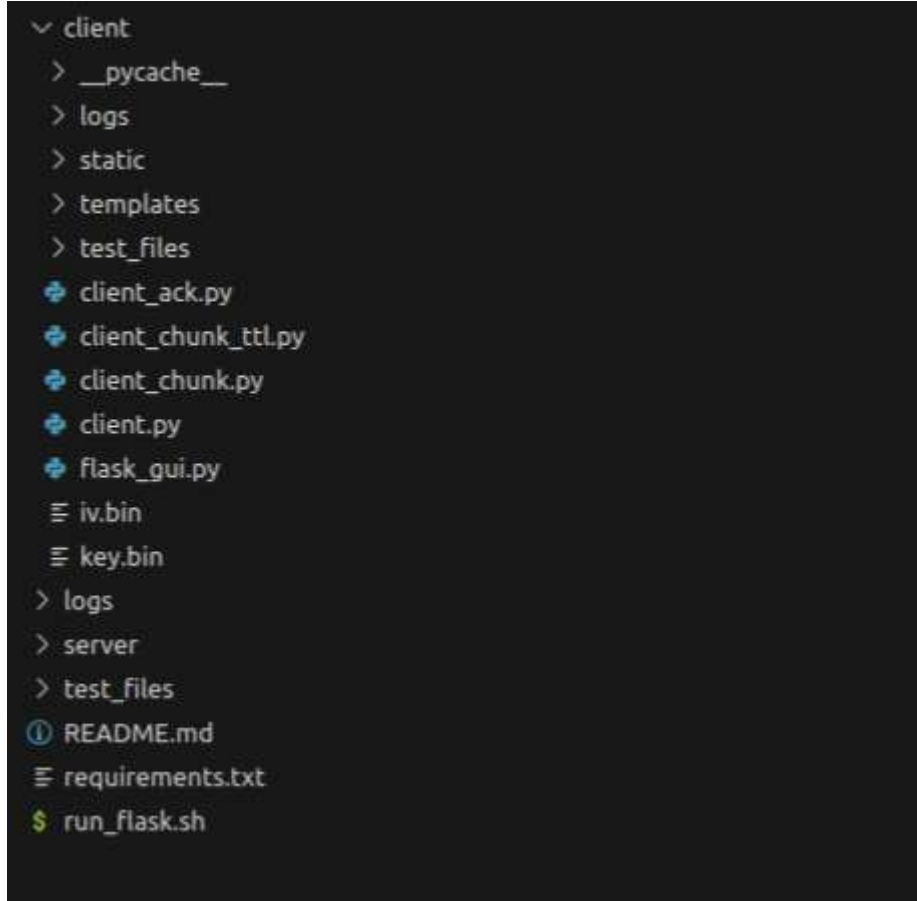 client
__pycache__
logs
static
templates
test_files
client_ack.py
client_chunk_ttl.py
client_chunk.py
client.py
flask_gui.py
iv.bin
key.bin
logs
server
test_files
README.md
requirements.txt
$ run_flask.sh